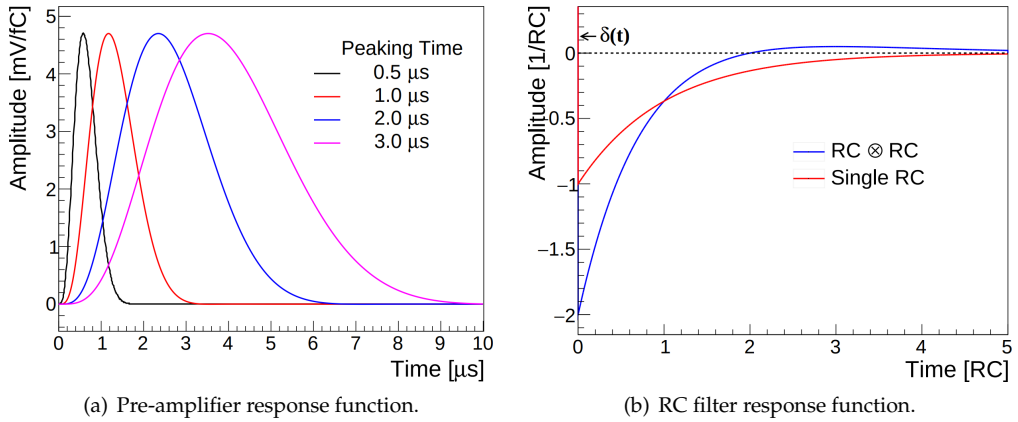 Amplitude [mV/fC]
5
4
3
2
1
0
Peaking Time
0.5 μs
1.0 μs
2.0 μs
3.0 μs
0 1 2 3 4 5 6 7 8 9 10
Time [μs]
(a) Pre-amplifier response function.
Amplitude [1/RC]
δ(t)
0
−0.5
−1
−1.5
−2
RC ⊗ RC
Single RC
0 1 2 3 4 5
Time [RC]
(b) RC filter response function.